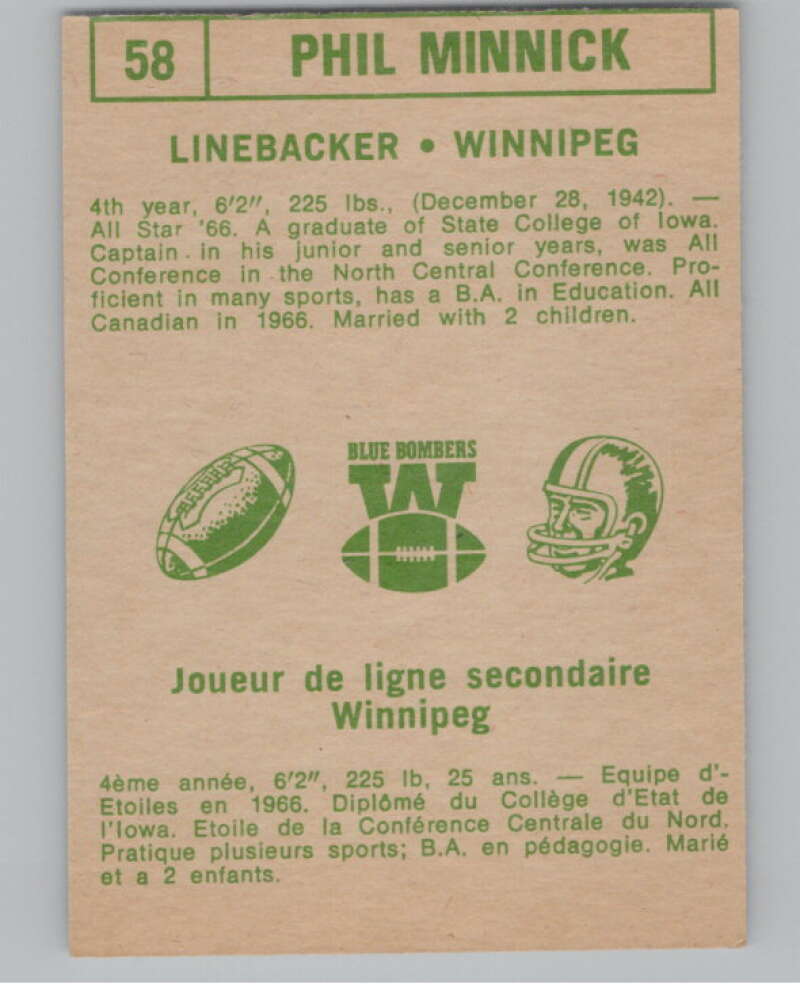 58 PHIL MINNICK
LINEBACKER • WINNIPEG
4th year, 6'2", 225 lbs., (December 28, 1942). —
All Star '66. A graduate of State College of Iowa.
Captain in his junior and senior years, was All
Conference in the North Central Conference. Pro-
ficient in many sports, has a B.A. in Education. All
Canadian in 1966. Married with 2 children.
BLUE BOMBERS
W
Joueur de ligne secondaire
Winnipeg
4ème année, 6'2", 225 lb, 25 ans. — Equipe d'-
Etoiles en 1966. Diplômé du Collège d'Etat de
l'Iowa. Etoile de la Conférence Centrale du Nord.
Pratique plusieurs sports; B.A. en pédagogie. Marié
et a 2 enfants.